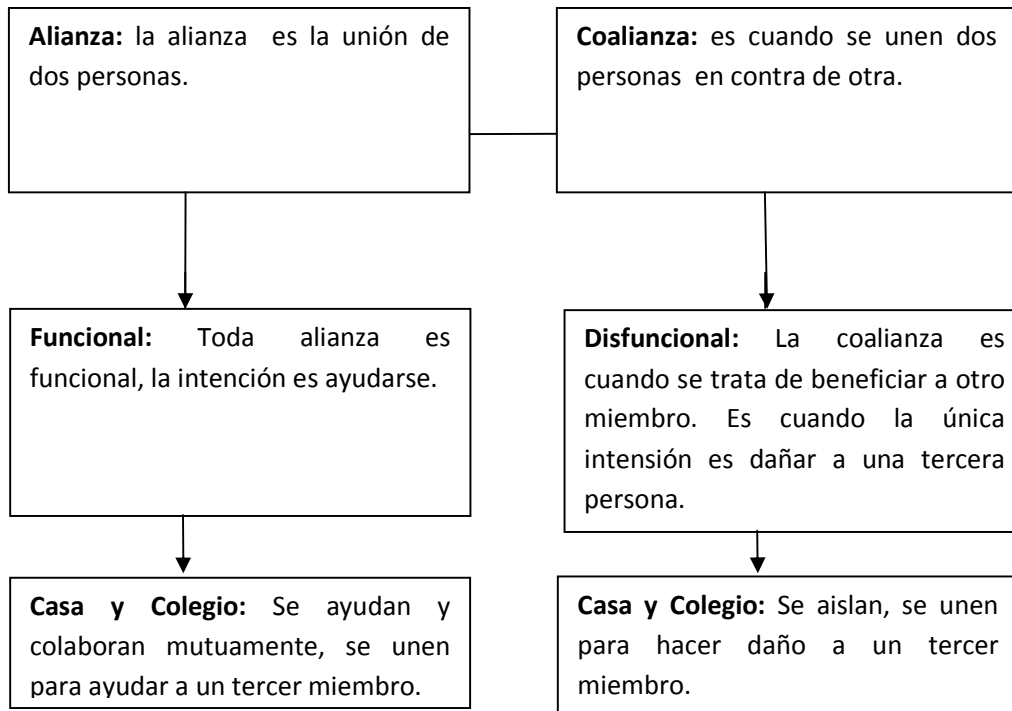 Alianza: la alianza es la unión de
dos personas.
Coalianza: es cuando se unen dos
personas en contra de otra.
Funcional: Toda alianza es
funcional, la intención es ayudarse.
Disfuncional: La coalianza es
cuando se trata de beneficiar a otro
miembro. Es cuando la única
intensión es dañar a una tercera
persona.
Casa y Colegio: Se ayudan y
colaboran mutuamente, se unen
para ayudar a un tercer miembro.
Casa y Colegio: Se aislan, se unen
para hacer daño a un tercer
miembro.